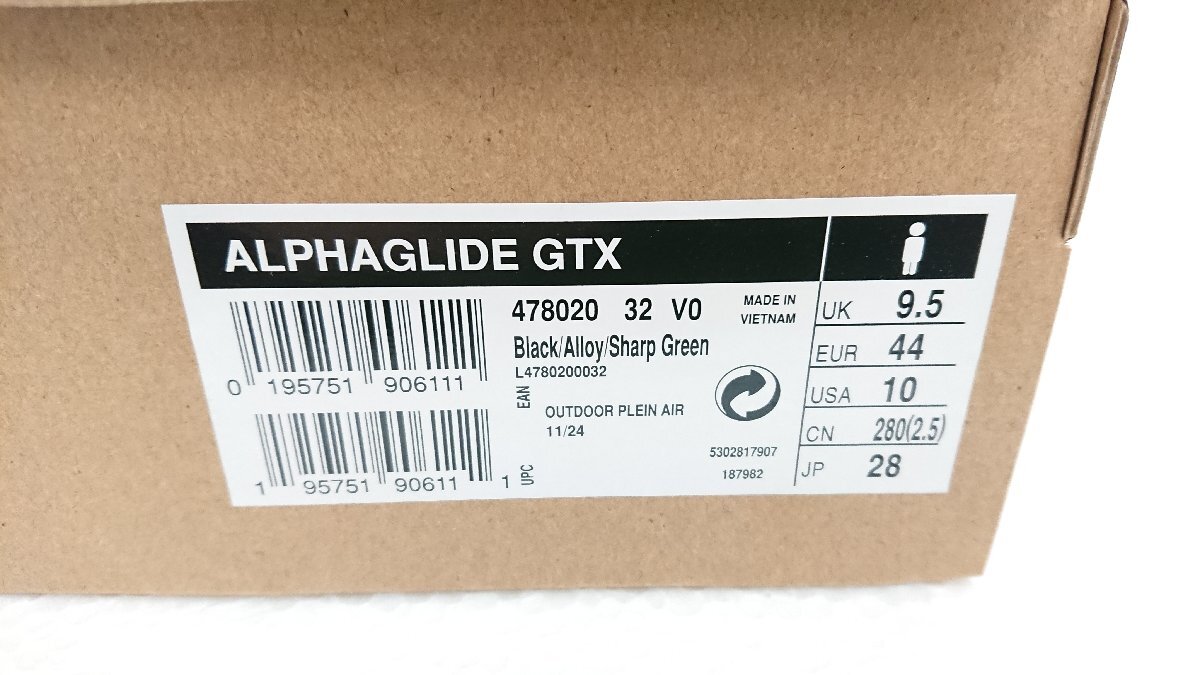 ALPHAGLIDE GTX
478020 32 V0
MADE IN
VIETNAM
Black/Alloy/Sharp Green
L4780200032
0 195751 906111
EAN
OUTDOOR PLEIN AIR
11/24
1 95751 90611 1
UPC
5302817907
187982
UK 9.5
EUR 44
USA 10
CN 280(2.5)
JP 28